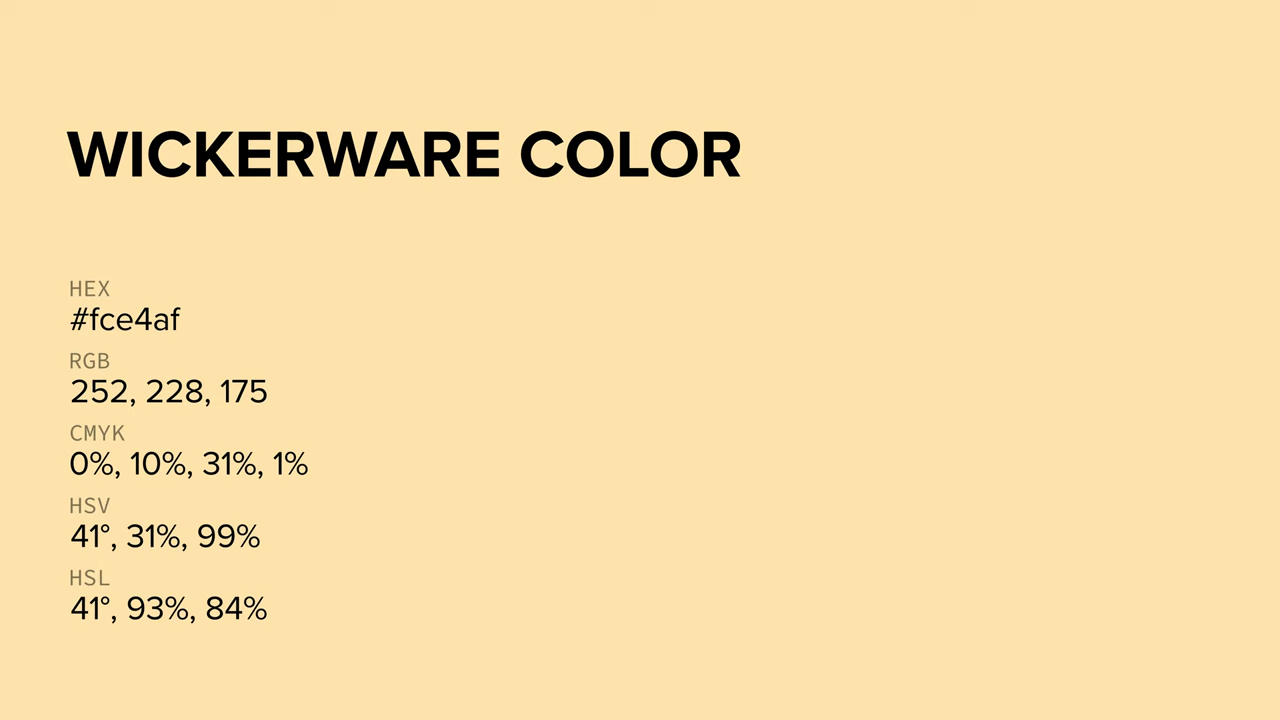 WICKERWARE COLOR
HEX
#fce4af
RGB
252, 228, 175
CMYK
0%, 10%, 31%, 1%
HSV
41°, 31%, 99%
HSL
41°, 93%, 84%